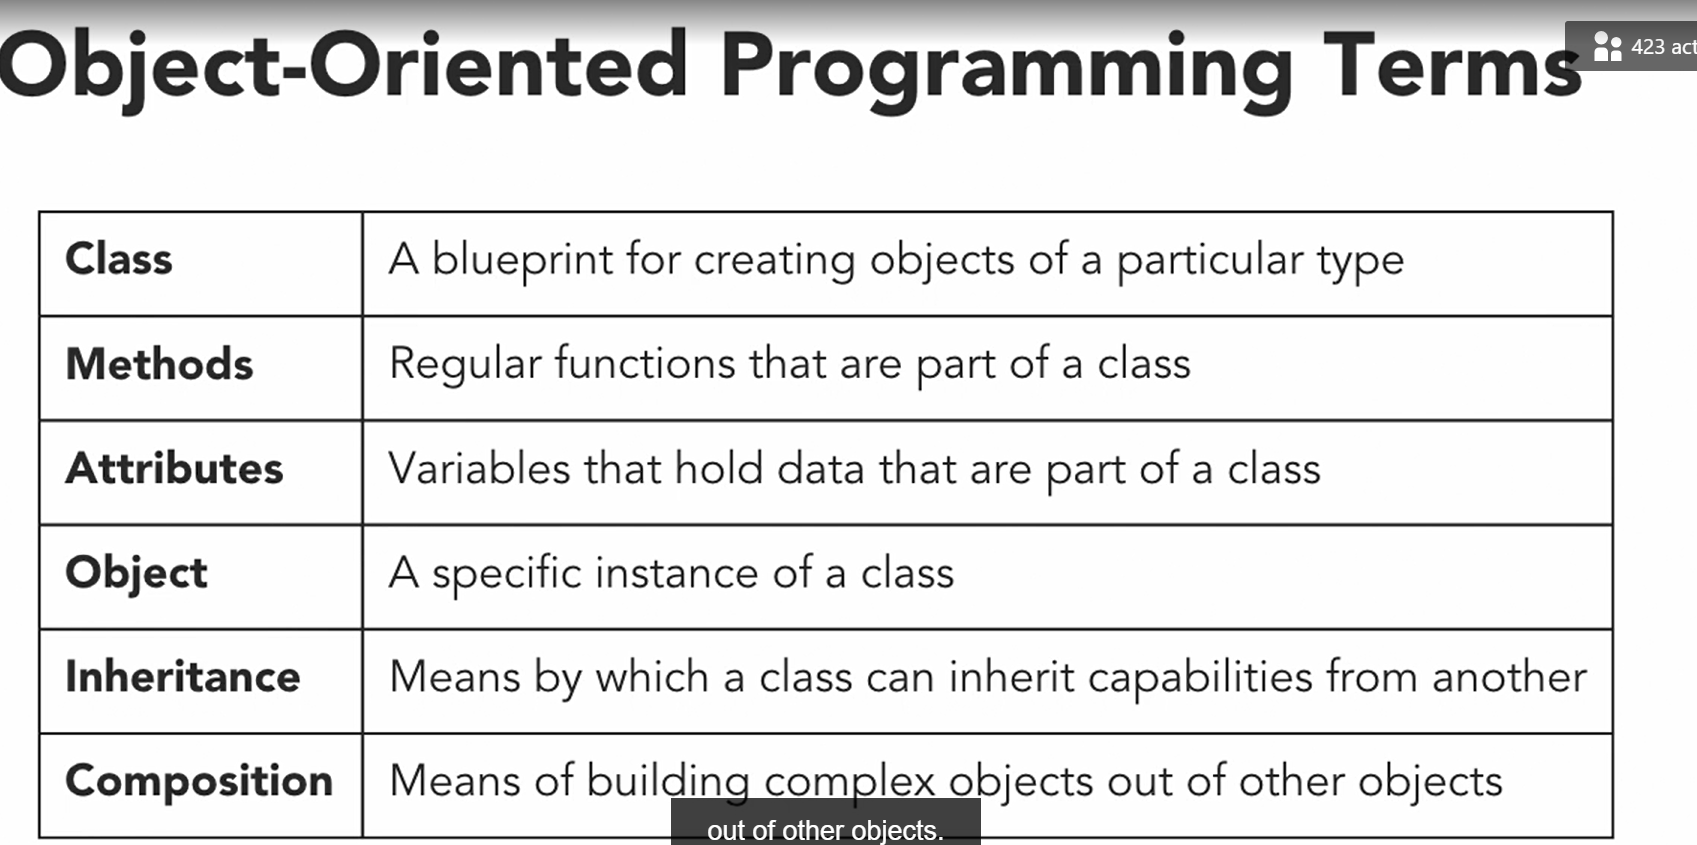 Object-Oriented Programming Terms
423 act
Class
A blueprint for creating objects of a particular type
Methods
Regular functions that are part of a class
Attributes
Variables that hold data that are part of a class
Object
A specific instance of a class
Inheritance
Means by which a class can inherit capabilities from another
Composition
Means of building complex objects out of other objects
out of other objects.